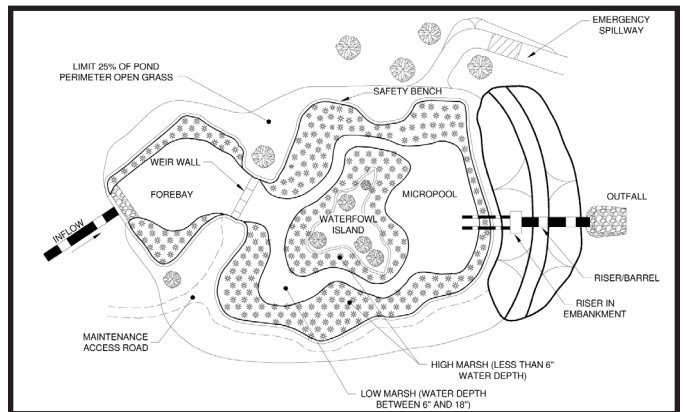 EMERGENCY
SPILLWAY
LIMIT 25% OF POND
PERIMETER OPEN GRASS
SAFETY BENCH
WEIR WALL
FOREBAY
MICROPOOL
WATERFOWL
ISLAND
OUTFALL
INFLOW
RISER/BARREL
RISER IN
EMBANKMENT
MAINTENANCE
ACCESS ROAD
HIGH MARSH (LESS THAN 6"
WATER DEPTH)
LOW MARSH (WATER DEPTH
BETWEEN 6" AND 18")